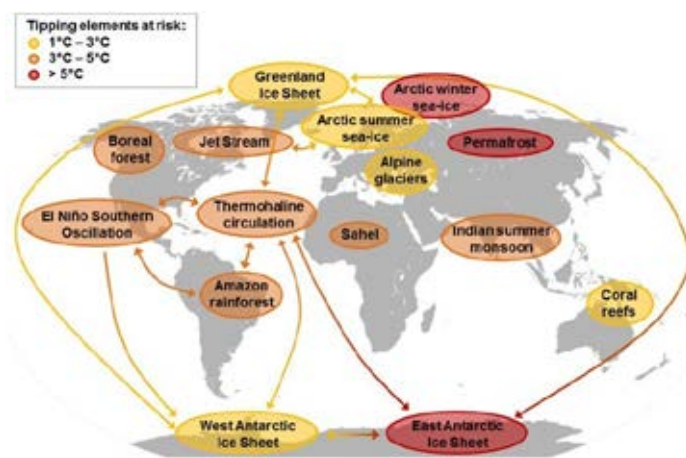 Tipping elements at risk:
1°C – 3°C
3°C – 5°C
> 5°C
Greenland
Ice Sheet
Arctic winter
sea-ice
Arctic summer
sea-ice
Jet Stream
Boreal
forest
Permafrost
Alpine
glaciers
El Niño Southern
Oscillation
Thermohaline
circulation
Sahel
Indian summer
monsoon
Amazon
rainforest
Coral
reefs
West Antarctic
Ice Sheet
East Antarctic
Ice Sheet